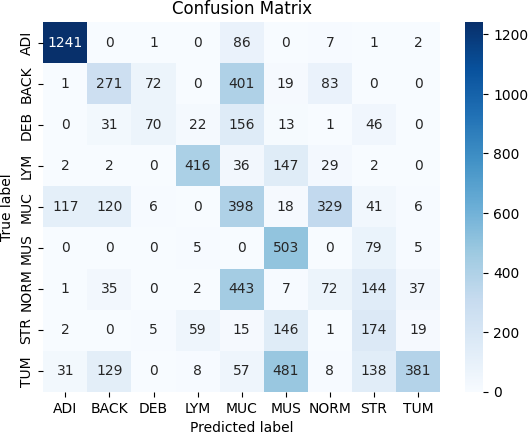 Confusion Matrix
True label
ADI 1241 0 1 0 86 0 7 1 2
BACK 1 271 72 0 401 19 83 0 0
DEB 0 31 70 22 156 13 1 46 0
LYM 2 2 0 416 36 147 29 2 0
MUC 117 120 6 0 398 18 329 41 6
MUS 0 0 0 5 0 503 0 79 5
NORM 1 35 0 2 443 7 72 144 37
STR 2 0 5 59 15 146 1 174 19
TUM 31 129 0 8 57 481 8 138 381
ADI BACK DEB LYM MUC MUS NORM STR TUM
Predicted label
1200
1000
800
600
400
200
0